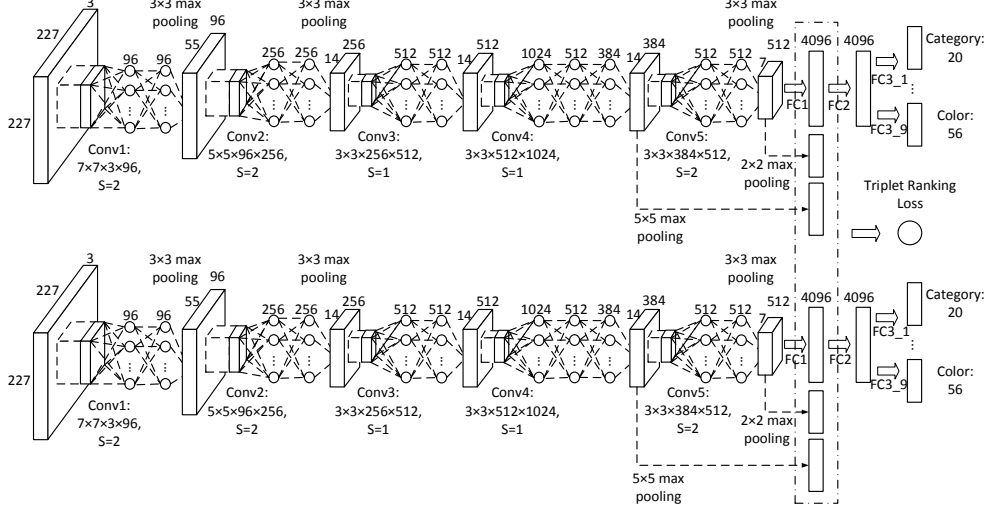 3×3 max
pooling
3×3 max
pooling
3×3 max
pooling
3
227
227
96 96
55
96
256 256
14
256
512 512
14
512
1024 512 384
14
384
512 512
7
512
4096
4096
FC1
FC2
FC3_1
...
FC3_9
Category:
20
Color:
56
Conv1:
7×7×3×96,
S=2
Conv2:
5×5×96×256,
S=2
Conv3:
3×3×256×512,
S=1
Conv4:
3×3×512×1024,
S=1
Conv5:
3×3×384×512,
S=2
2×2 max
pooling
5×5 max
pooling
Triplet Ranking
Loss
3×3 max
pooling
3×3 max
pooling
3×3 max
pooling
3
227
227
96 96
55
96
256 256
14
256
512 512
14
512
1024 512 384
14
384
512 512
7
512
4096
4096
FC1
FC2
FC3_1
...
FC3_9
Category:
20
Color:
56
Conv1:
7×7×3×96,
S=2
Conv2:
5×5×96×256,
S=2
Conv3:
3×3×256×512,
S=1
Conv4:
3×3×512×1024,
S=1
Conv5:
3×3×384×512,
S=2
2×2 max
pooling
5×5 max
pooling